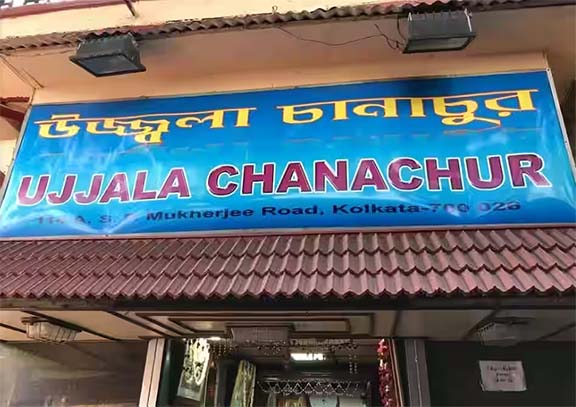 উজ্জ্বলা চানাচুর
UJJALA CHANACHUR
Mukherjee Road, Kolkata-700 026